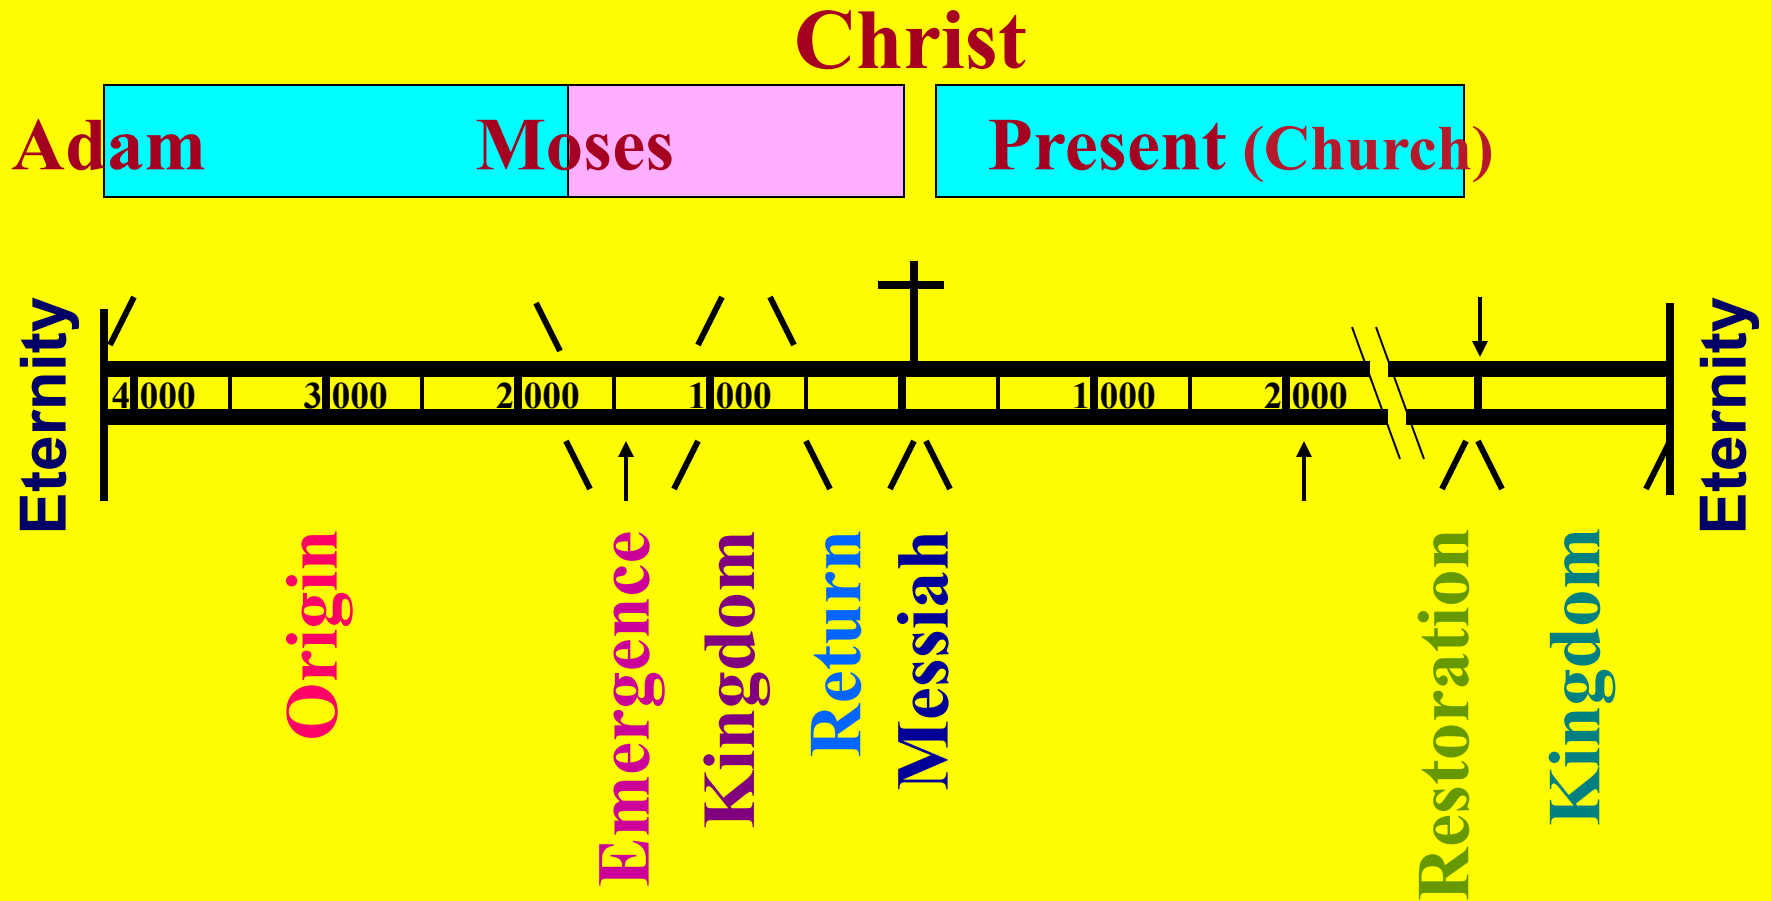 Christ
Adam Moses Present (Church)
Eternity
4000 3000 2000 1000 1000 2000
Eternity
Origin
Emergence
Kingdom
Return
Messiah
Restoration
Kingdom